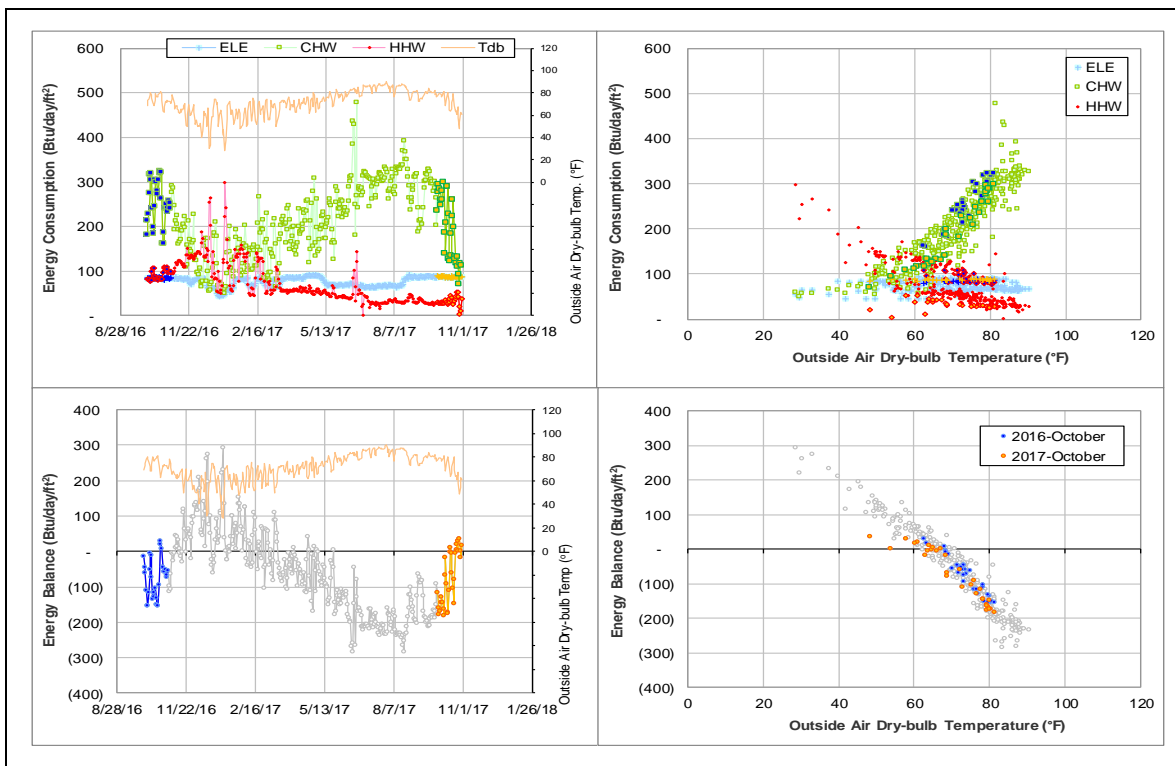 ELE CHW HHW Tdb
Energy Consumption (Btu/day/ft²)
600
500
400
300
200
100
-
120
100
80
60
40
20
0
Outside Air Dry-bulb Temp. (°F)
8/28/16 11/22/16 2/16/17 5/13/17 8/7/17 11/1/17 1/26/18
Energy Consumption (Btu/day/ft²)
600
500
400
300
200
100
-
ELE
CHW
HHW
0 20 40 60 80 100 120
Outside Air Dry-bulb Temperature (°F)
Energy Balance (Btu/day/ft²)
400
300
200
100
-
(100)
(200)
(300)
(400)
120
100
80
60
40
20
0
Outside Air Dry-bulb Temp (°F)
8/28/16 11/22/16 2/16/17 5/13/17 8/7/17 11/1/17 1/26/18
Energy Balance (Btu/day/ft²)
400
300
200
100
-
(100)
(200)
(300)
(400)
2016-October
2017-October
0 20 40 60 80 100 120
Outside Air Dry-bulb Temperature (°F)